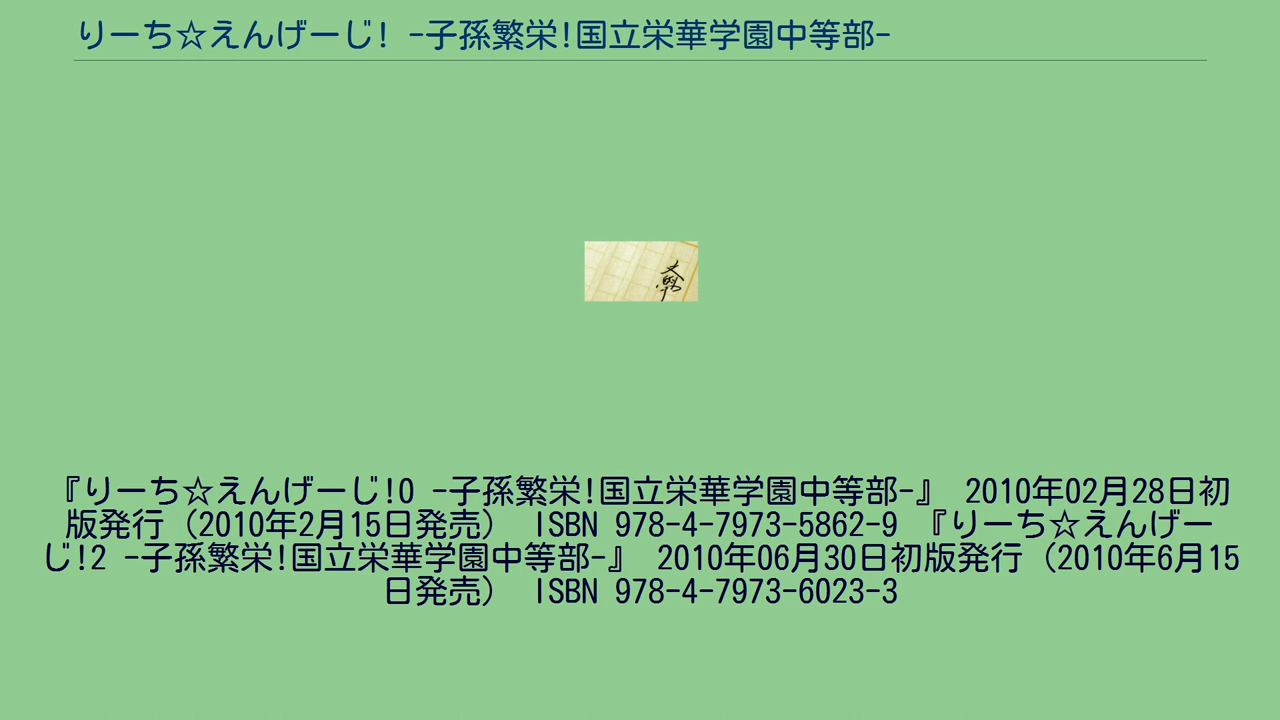 りーち☆えんげーじ! -子孫繁栄!国立栄華学園中等部-
『りーち☆えんげーじ!0 -子孫繁栄!国立栄華学園中等部-』 2010年02月28日初
版発行（2010年2月15日発売） ISBN 978-4-7973-5862-9 『りーち☆えんげー
じ!2 -子孫繁栄!国立栄華学園中等部-』 2010年06月30日初版発行（2010年6月15
日発売） ISBN 978-4-7973-6023-3